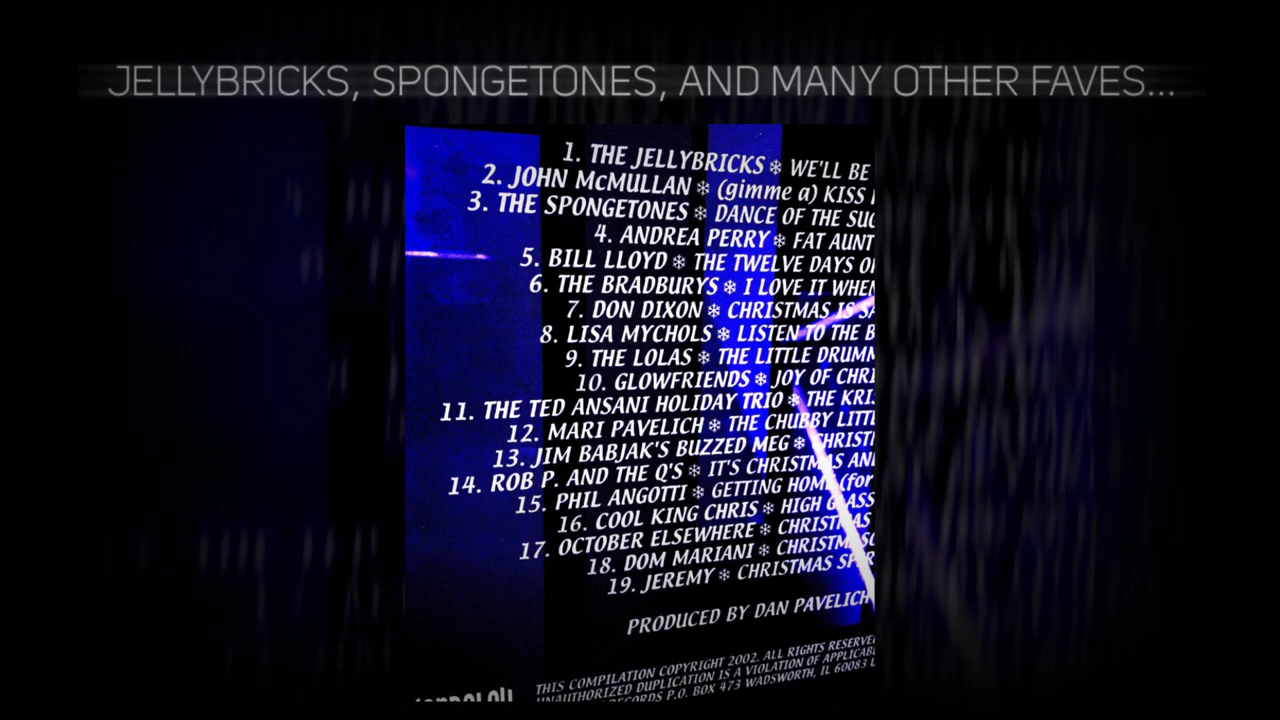 JELLYBRICKS, SPONGETONES, AND MANY OTHER FAVES...
1. THE JELLYBRICKS ❄ WE'LL BE
2. JOHN McMULLAN ❄ (gimme a) KISS
3. THE SPONGETONES ❄ DANCE OF THE
4. ANDREA PERRY ❄ FAT AUNT
5. BILL LLOYD ❄ THE TWELVE DAYS
6. THE BRADBURYS ❄ I LOVE IT WHEN
7. DON DIXON ❄ CHRISTMAS IS
8. LISA MYCHOLS ❄ LISTEN TO THE
9. THE LOLAS ❄ THE LITTLE
10. GLOWFRIENDS ❄ JOY OF
11. THE TED ANSANI HOLIDAY TRIO ❄ THE
12. MARI PAVELICH ❄ THE CHUBBY
13. JIM BABJAK'S BUZZED MEG ❄
14. ROB P. AND THE Q'S ❄ IT'S CHRISTMAS
15. PHIL ANGOTTI ❄ GETTING HOME (for
16. COOL KING CHRIS ❄ HIGH
17. OCTOBER ELSEWHERE ❄ CHRISTMAS
18. DOM MARIANI ❄
19. JEREMY ❄ CHRISTMAS
PRODUCED BY DAN PAVELICH
THIS COMPILATION COPYRIGHT 2002. ALL RIGHTS
UNAUTHORIZED DUPLICATION IS A VIOLATION OF
P.O. BOX 473 WADSWORTH, IL 60083